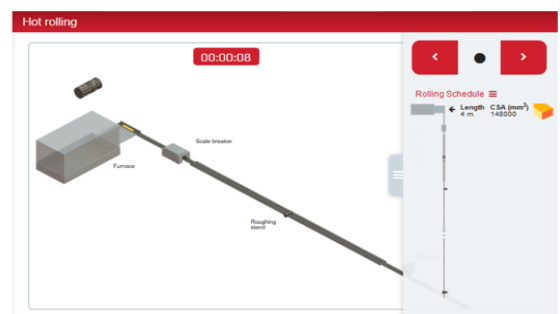 Hot rolling
00:00:08
Rolling Schedule
Length CSA (mm²)
4 m 148000
Scale breaker
Furnace
Roughing
stand